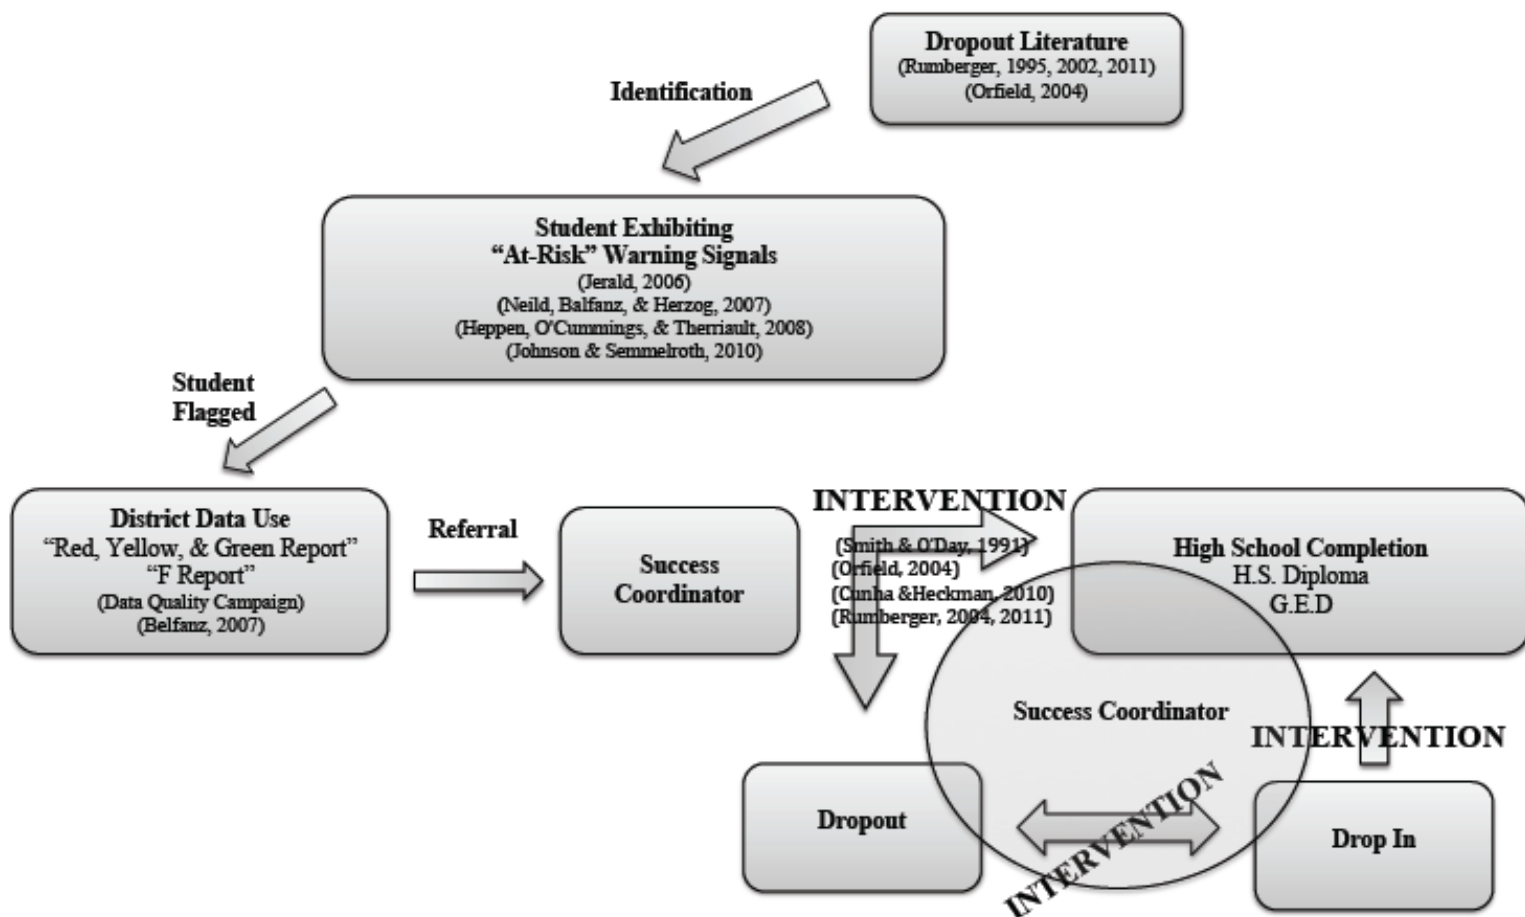 Dropout Literature
(Rumberger, 1995, 2002, 2011)
(Orfield, 2004)
Identification
Student Exhibiting
“At-Risk” Warning Signals
(Jerald, 2006)
(Neild, Balfanz, & Herzog, 2007)
(Heppen, O'Cummings, & Therriault, 2008)
(Johnson & Semmelroth, 2010)
Student
Flagged
District Data Use
“Red, Yellow, & Green Report”
“F Report”
(Data Quality Campaign)
(Belfanz, 2007)
Referral
Success
Coordinator
INTERVENTION
(Smith & O'Day, 1991)
(Orfield, 2004)
(Cunha &Heckman, 2010)
(Rumberger, 2004, 2011)
High School Completion
H.S. Diploma
G.E.D
Success Coordinator
INTERVENTION
Dropout
INTERVENTION
Drop In